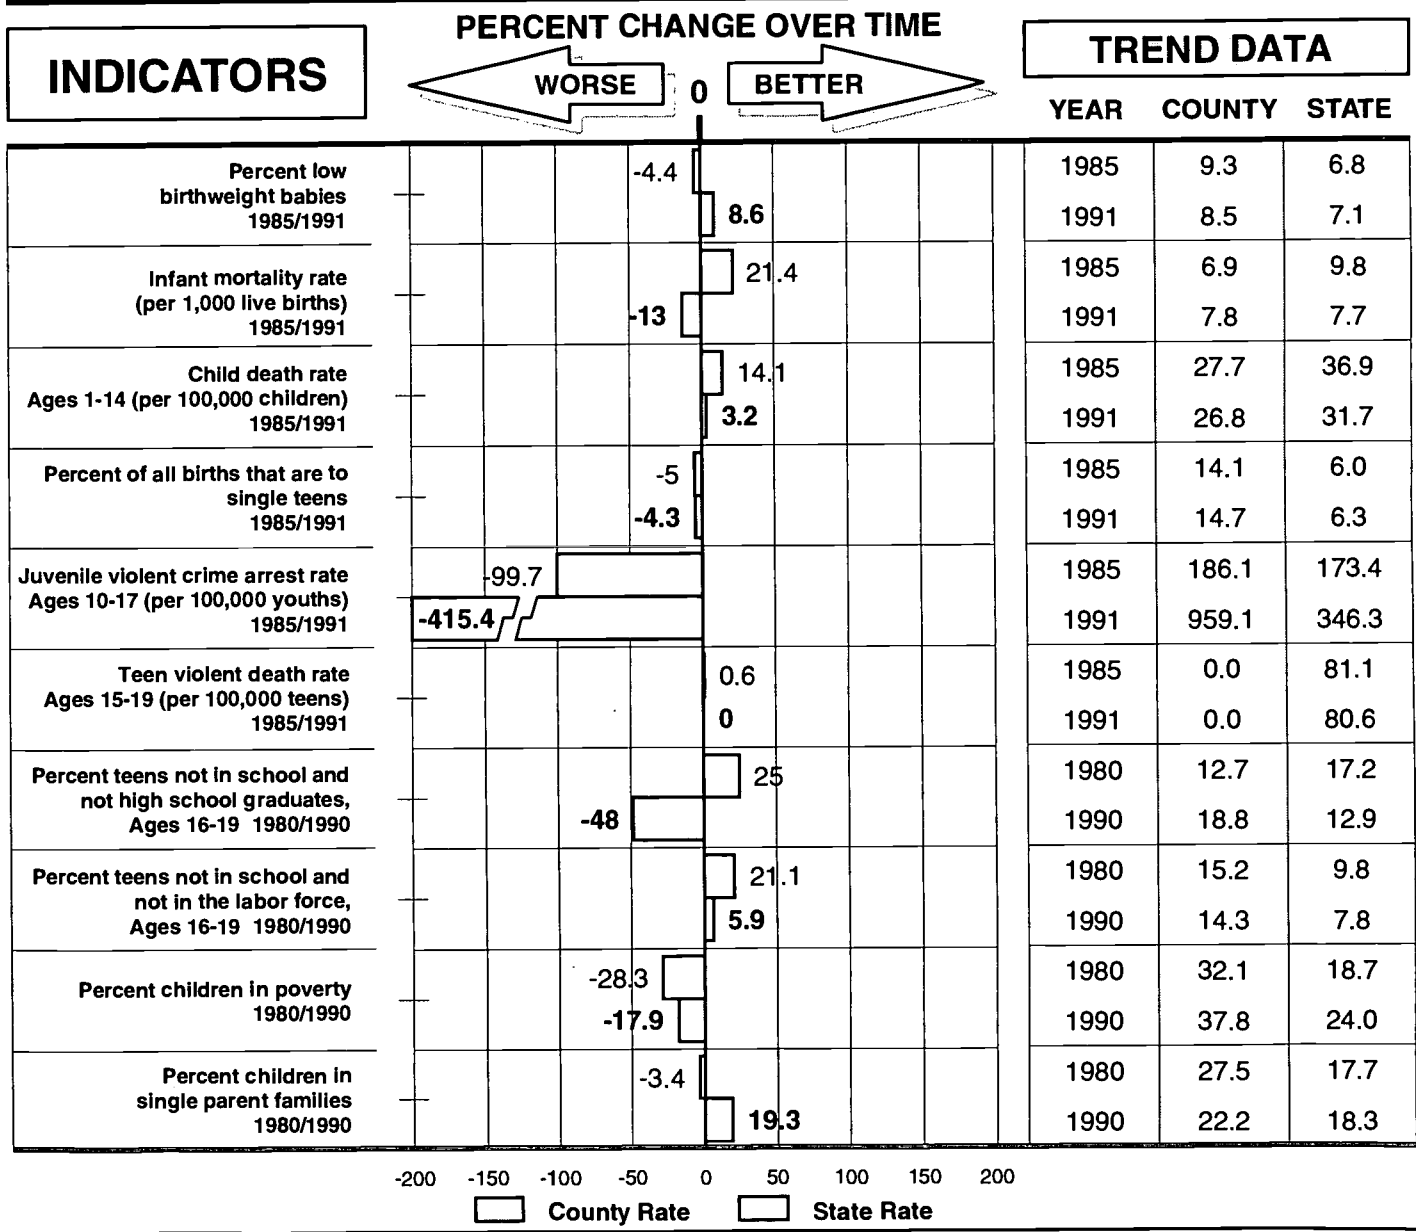 PERCENT CHANGE OVER TIME
INDICATORS
WORSE
0
BETTER
TREND DATA
YEAR COUNTY STATE
Percent low
birthweight babies
1985/1991
-4.4
8.6
1985 9.3 6.8
1991 8.5 7.1
Infant mortality rate
(per 1,000 live births)
1985/1991
21.4
-13
1985 6.9 9.8
1991 7.8 7.7
Child death rate
Ages 1-14 (per 100,000 children)
1985/1991
14.1
3.2
1985 27.7 36.9
1991 26.8 31.7
Percent of all births that are to
single teens
1985/1991
-5
-4.3
1985 14.1 6.0
1991 14.7 6.3
Juvenile violent crime arrest rate
Ages 10-17 (per 100,000 youths)
1985/1991
-99.7
-415.4
1985 186.1 173.4
1991 959.1 346.3
Teen violent death rate
Ages 15-19 (per 100,000 teens)
1985/1991
0.6
0
1985 0.0 81.1
1991 0.0 80.6
Percent teens not in school and
not high school graduates,
Ages 16-19 1980/1990
25
-48
1980 12.7 17.2
1990 18.8 12.9
Percent teens not in school and
not in the labor force,
Ages 16-19 1980/1990
21.1
5.9
1980 15.2 9.8
1990 14.3 7.8
Percent children in poverty
1980/1990
-28.3
-17.9
1980 32.1 18.7
1990 37.8 24.0
Percent children in
single parent families
1980/1990
-3.4
19.3
1980 27.5 17.7
1990 22.2 18.3
-200 -150 -100 -50 0 50 100 150 200
County Rate State Rate